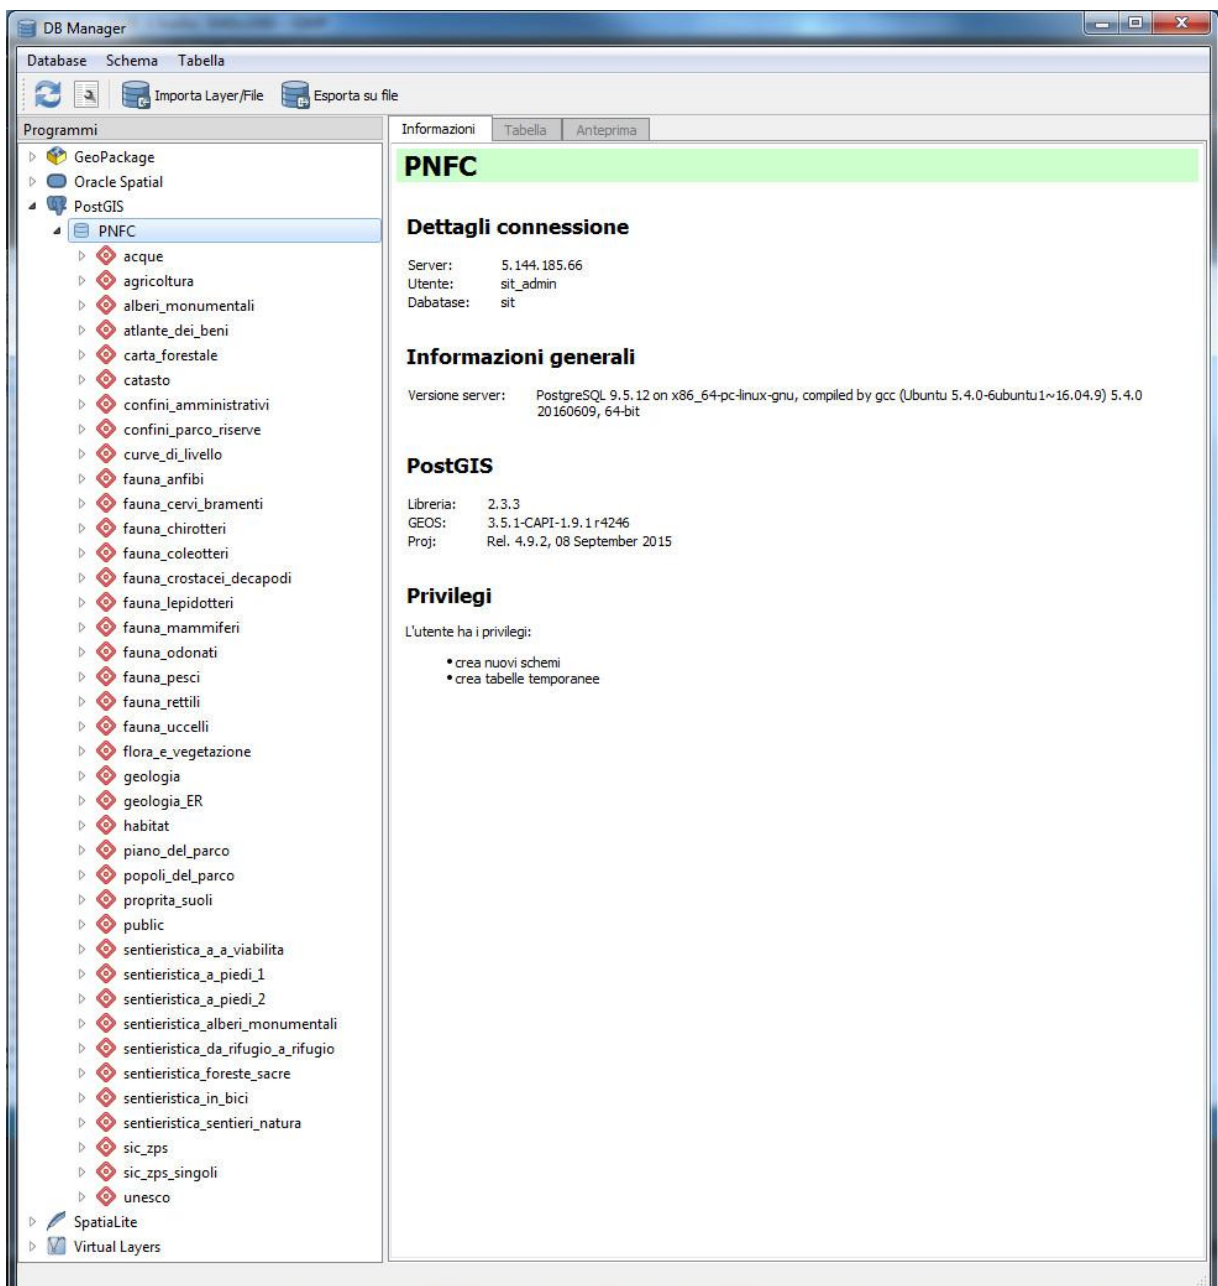 DB Manager
Database Schema Tabella
Importa Layer/File Esporta su file
Programmi
GeoPackage
Oracle Spatial
PostGIS
PNFC
acque
agricoltura
alberi_monumentali
atlante_dei_beni
carta_forestale
catasto
confini_amministrativi
confini_parco_riserve
curve_di_livello
fauna_anfibi
fauna_cervi_bramenti
fauna_chirotteri
fauna_coleotteri
fauna_crostacei_decapodi
fauna_lepidotteri
fauna_mammiferi
fauna_odonati
fauna_pesci
fauna_rettili
fauna_uccelli
flora_e_vegetazione
geologia
geologia_ER
habitat
piano_del_parco
popoli_del_parco
proprita_suoli
public
sentieristica_a_a_viabilita
sentieristica_a_piedi_1
sentieristica_a_piedi_2
sentieristica_alberi_monumentali
sentieristica_da_rifugio_a_rifugio
sentieristica_foreste_sacre
sentieristica_in_bici
sentieristica_sentieri_natura
sic_zps
sic_zps_singoli
unesco
SpatiaLite
Virtual Layers
Informazioni Tabella Anteprima
PNFC
Dettagli connessione
Server: 5.144.185.66
Utente: sit_admin
Dabatase: sit
Informazioni generali
Versione server: PostgreSQL 9.5.12 on x86_64-pc-linux-gnu, compiled by gcc (Ubuntu 5.4.0-6ubuntu1~16.04.9) 5.4.0
20160609, 64-bit
PostGIS
Libreria: 2.3.3
GEOS: 3.5.1-CAPI-1.9.1 r4246
Proj: Rel. 4.9.2, 08 September 2015
Privilegi
L'utente ha i privilegi:
• crea nuovi schemi
• crea tabelle temporanee